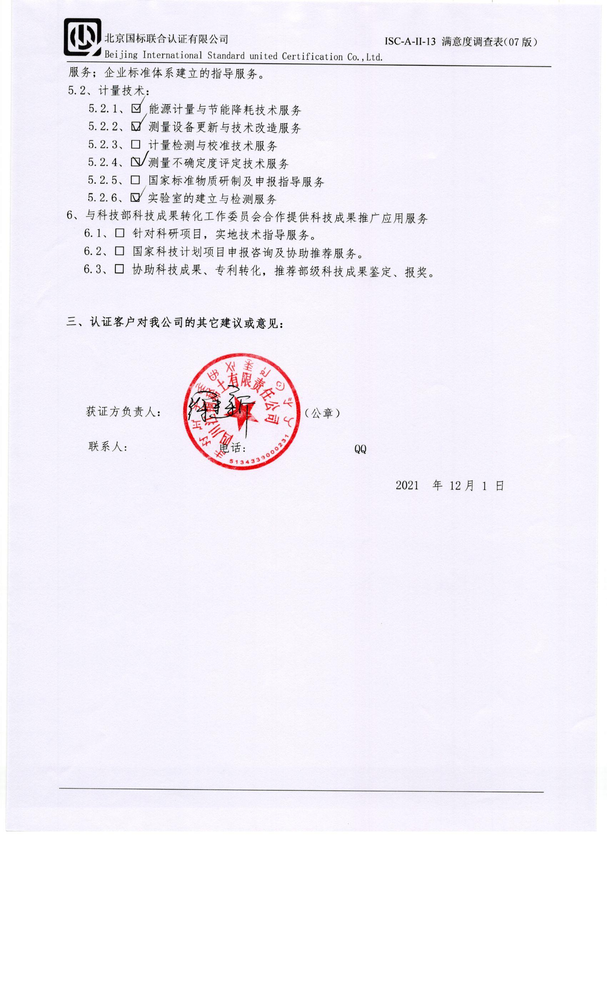 北京国标联合认证有限公司
ISC-A-II-13 满意度调查表(07版)
Beijing International Standard united Certification Co.,Ltd.
服务；企业标准体系建立的指导服务。
5.2、计量技术：
5.2.1、☑ 能源计量与节能降耗技术服务
5.2.2、☑ 测量设备更新与技术改造服务
5.2.3、☐ 计量检测与校准技术服务
5.2.4、☑ 测量不确定度评定技术服务
5.2.5、☐ 国家标准物质研制及申报指导服务
5.2.6、☑ 实验室的建立与检测服务
6、与科技部科技成果转化工作委员会合作提供科技成果推广应用服务
6.1、☐ 针对科研项目，实地技术指导服务。
6.2、☐ 国家科技计划项目申报咨询及协助推荐服务。
6.3、☐ 协助科技成果、专利转化，推荐部级科技成果鉴定、报奖。
三、认证客户对我公司的其它建议或意见：
四川江铜稀土有限责任公司
获证方负责人： （公章）
联系人： 电话： QQ
5134339000231
2021 年 12月 1 日